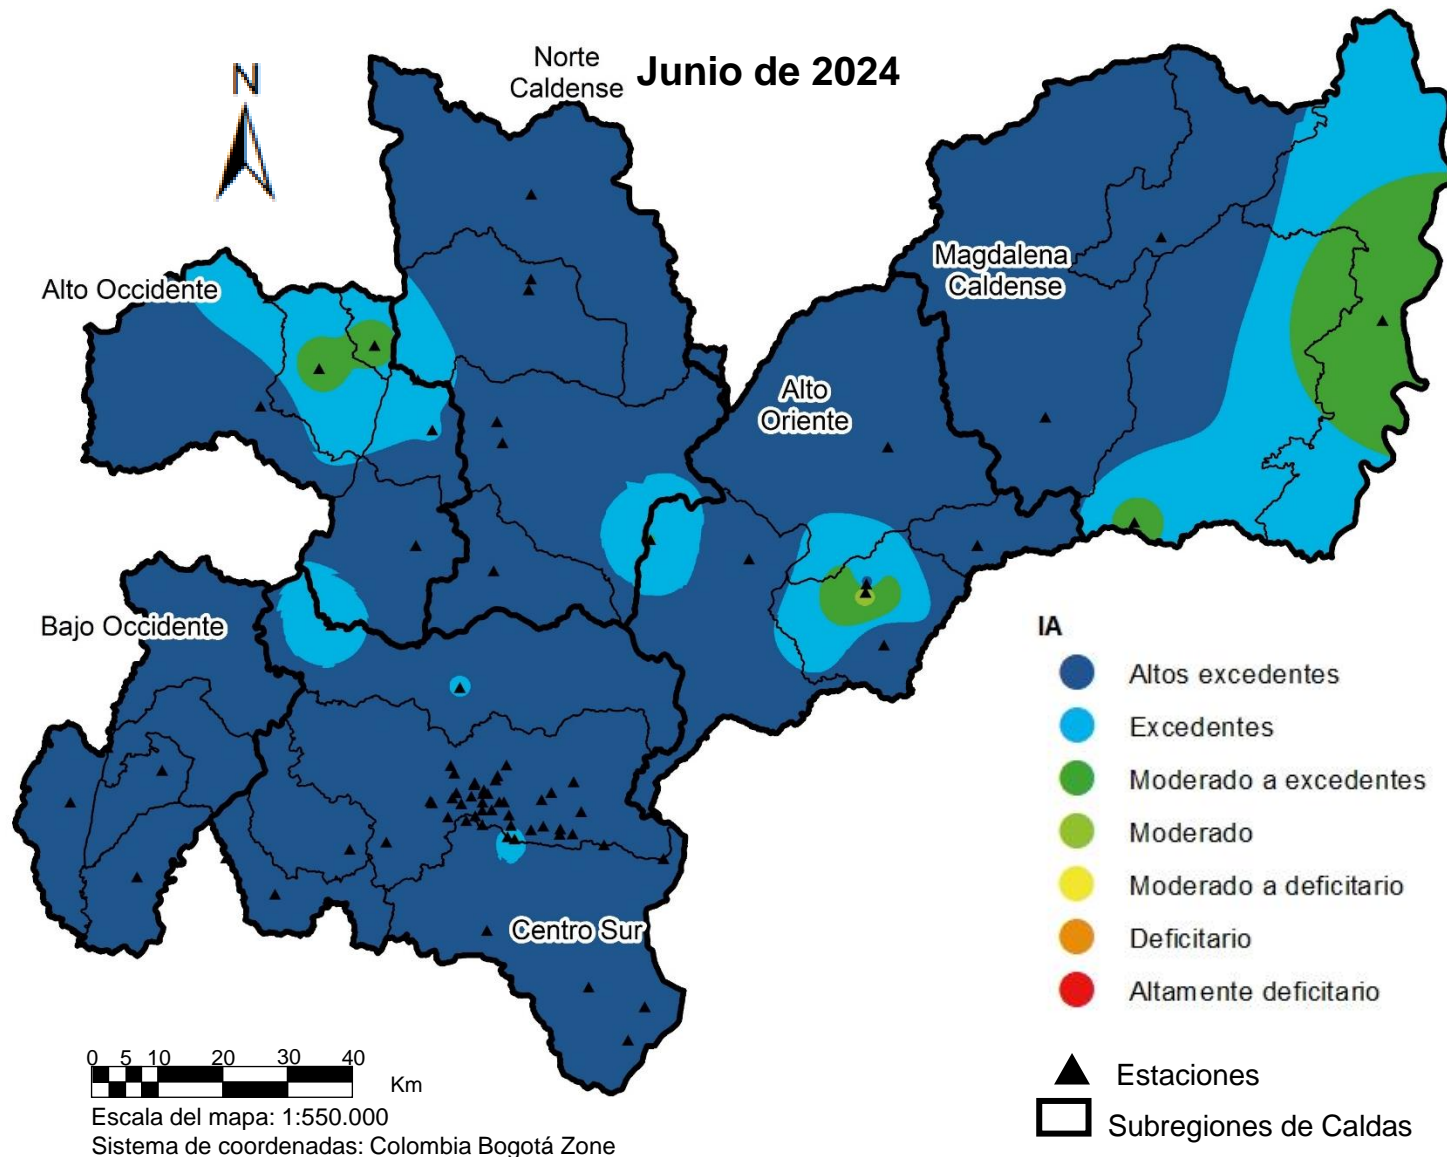 Junio de 2024
N
Norte
Caldense
Alto Occidente
Magdalena
Caldense
Alto
Oriente
Bajo Occidente
Centro Sur
IA
Altos excedentes
Excedentes
Moderado a excedentes
Moderado
Moderado a deficitario
Deficitario
Altamente deficitario
Estaciones
Subregiones de Caldas
0 5 10 20 30 40
Km
Escala del mapa: 1:550.000
Sistema de coordenadas: Colombia Bogotá Zone